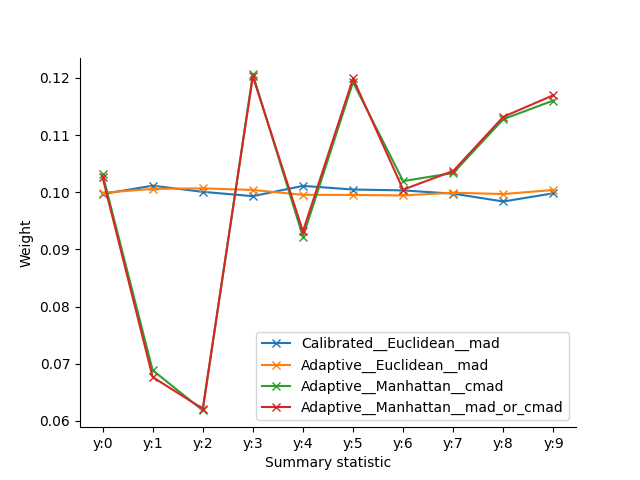 0.12
0.11
0.10
0.09
0.08
0.07
0.06
Weight
Calibrated__Euclidean__mad
Adaptive__Euclidean__mad
Adaptive__Manhattan__cmad
Adaptive__Manhattan__mad_or_cmad
y:0 y:1 y:2 y:3 y:4 y:5 y:6 y:7 y:8 y:9
Summary statistic